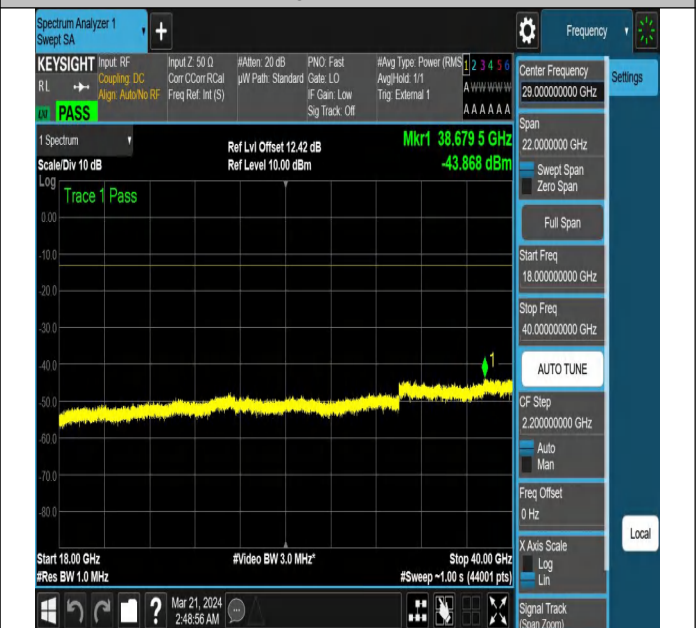 Spectrum Analyzer 1
Swept SA
+
Frequency
KEYSIGHT
RL
PASS
Input: RF
Coupling: DC
Align: Auto/No RF
Input Z: 50 Ω
Corr CCorr RCal
Freq Ref: Int (S)
#Atten: 20 dB
µW Path: Standard
PNO: Fast
Gate: LO
IF Gain: Low
Sig Track: Off
#Avg Type: Power (RMS
Avg|Hold: 1/1
Trig: External 1
1 2 3 4 5 6
A W W W W W
A A A A A A
1 Spectrum
Scale/Div 10 dB
Ref Lvl Offset 12.42 dB
Ref Level 10.00 dBm
Mkr1 38.679 5 GHz
-43.868 dBm
Log
Trace 1 Pass
0.00
-10.0
-20.0
-30.0
-40.0
-50.0
-60.0
-70.0
-80.0
1
Start 18.00 GHz
#Res BW 1.0 MHz
#Video BW 3.0 MHz*
Stop 40.00 GHz
#Sweep ~1.00 s (44001 pts)
Mar 21, 2024
2:48:56 AM
?
Center Frequency
29.000000000 GHz
Settings
Span
22.0000000 GHz
Swept Span
Zero Span
Full Span
Start Freq
18.000000000 GHz
Stop Freq
40.000000000 GHz
AUTO TUNE
CF Step
2.200000000 GHz
Auto
Man
Freq Offset
0 Hz
Local
X Axis Scale
Log
Lin
Signal Track
(Span Zoom)